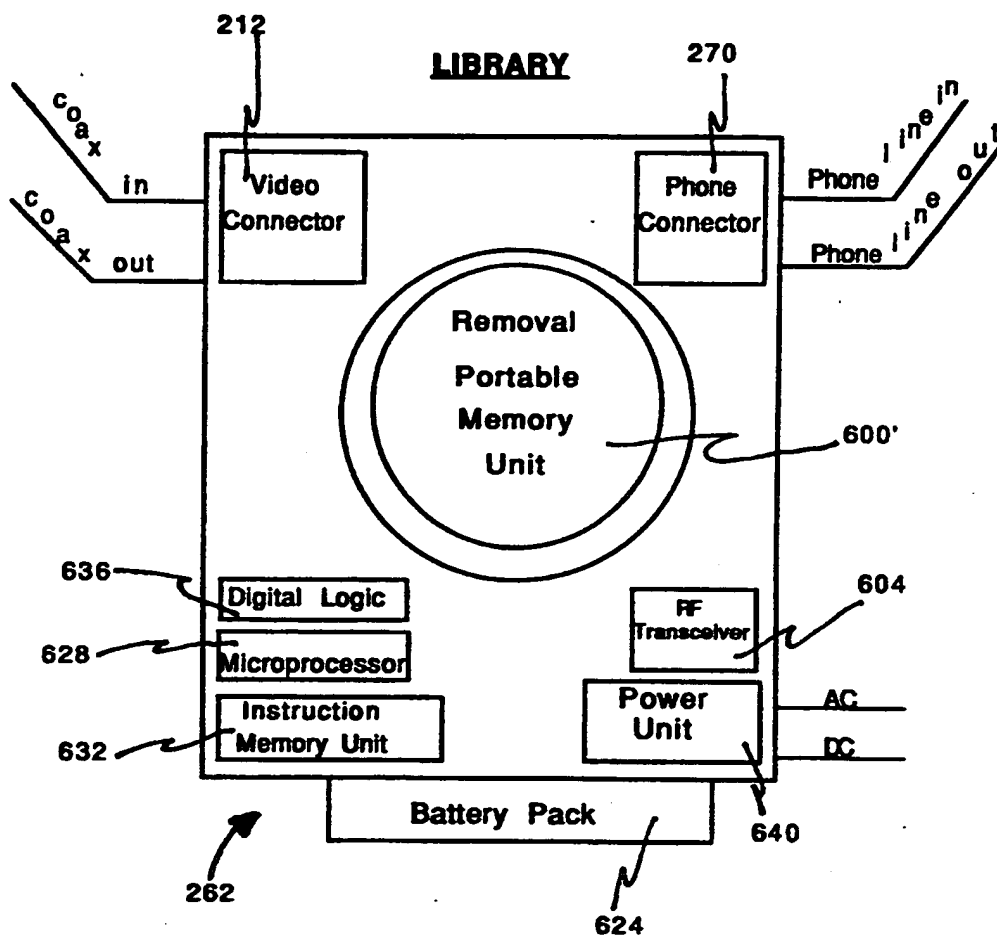 212
LIBRARY
270
coax in
coax out
Video
Connector
Phone
Connector
Phone line in
Phone line out
Removal
Portable
Memory
Unit
600'
636
Digital Logic
RF
Transceiver
604
628
Microprocessor
632
Instruction
Memory Unit
Power
Unit
AC
DC
Battery Pack
640
262
624